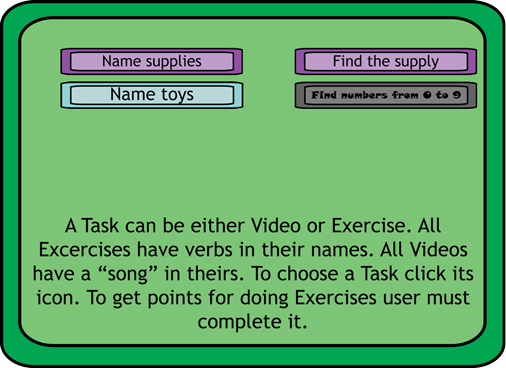 Name supplies
Find the supply
Name toys
Find numbers from 0 to 9
A Task can be either Video or Exercise. All
Excercises have verbs in their names. All Videos
have a “song” in theirs. To choose a Task click its
icon. To get points for doing Exercises user must
complete it.